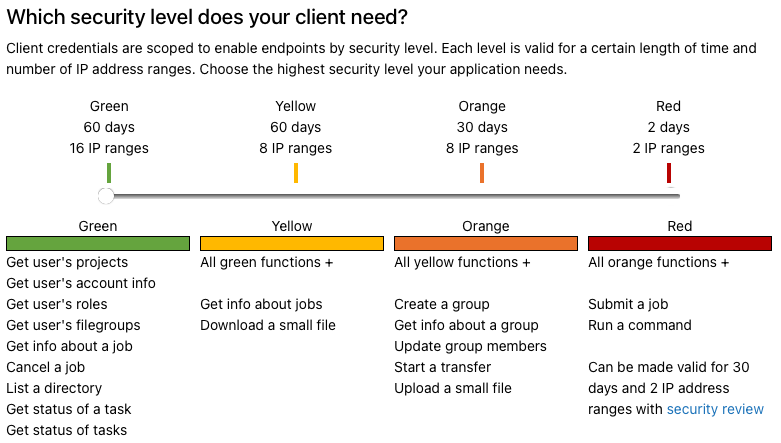 Which security level does your client need?
Client credentials are scoped to enable endpoints by security level. Each level is valid for a certain length of time and
number of IP address ranges. Choose the highest security level your application needs.
Green
60 days
16 IP ranges
Yellow
60 days
8 IP ranges
Orange
30 days
8 IP ranges
Red
2 days
2 IP ranges
Green
Get user's projects
Get user's account info
Get user's roles
Get user's filegroups
Get info about a job
Cancel a job
List a directory
Get status of a task
Get status of tasks
Yellow
All green functions +
Get info about jobs
Download a small file
Orange
All yellow functions +
Create a group
Get info about a group
Update group members
Start a transfer
Upload a small file
Red
All orange functions +
Submit a job
Run a command
Can be made valid for 30
days and 2 IP address
ranges with security review